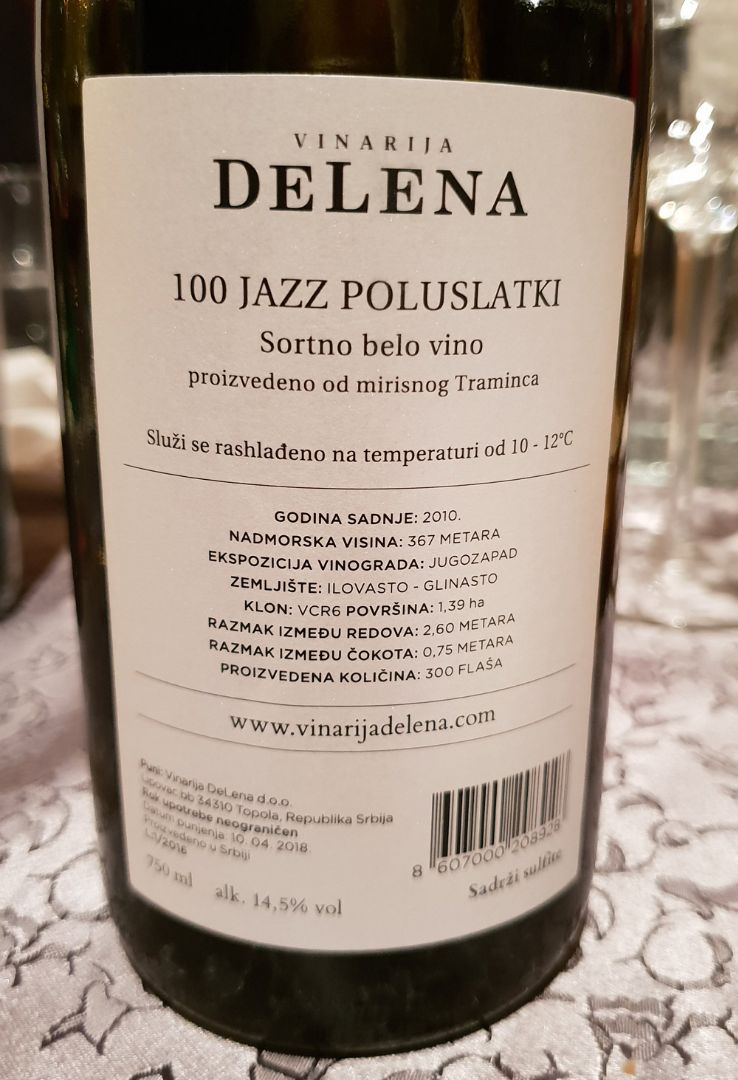 VINARIJA
DELENA
100 JAZZ POLUSLATKI
Sortno belo vino
proizvedeno od mirisnog Traminca
Služi se rashlađeno na temperaturi od 10 - 12°C
GODINA SADNJE: 2010.
NADMORSKA VISINA: 367 METARA
EKSPOZICIJA VINOGRADA: JUGOZAPAD
ZEMLJIŠTE: ILOVASTO - GLINASTO
KLON: VCR6 POVRŠINA: 1,39 ha
RAZMAK IZMEĐU REDOVA: 2,60 METARA
RAZMAK IZMEĐU ČOKOTA: 0,75 METARA
PROIZVEDENA KOLIČINA: 300 FLAŠA
www.vinarijadelena.com
Puni: Vinarija DeLena d.o.o.
Lipovac bb 34310 Topola, Republika Srbija
Rok upotrebe neograničen
Datum punjenja: 10. 04. 2018.
Proizvedeno u Srbiji
L3/2016
750 ml alk. 14,5% vol
8 607000 208928
Sadrži sulfite